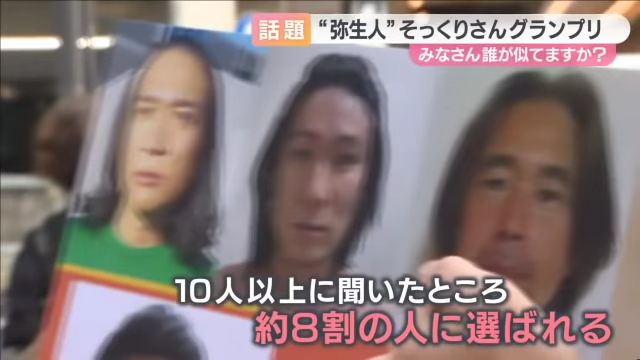 話題
“弥生人”そっくりさんグランプリ
みなさん誰が似てますか?
10人以上に聞いたところ
約8割の人に選ばれる